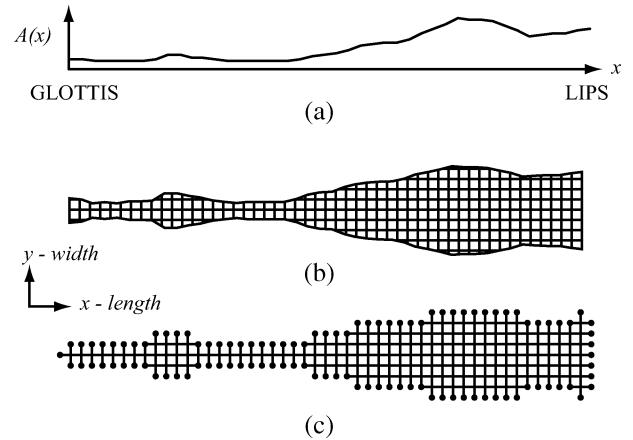 A(x)
x
GLOTTIS LIPS
(a)
y - width
(b)
x - length
(c)